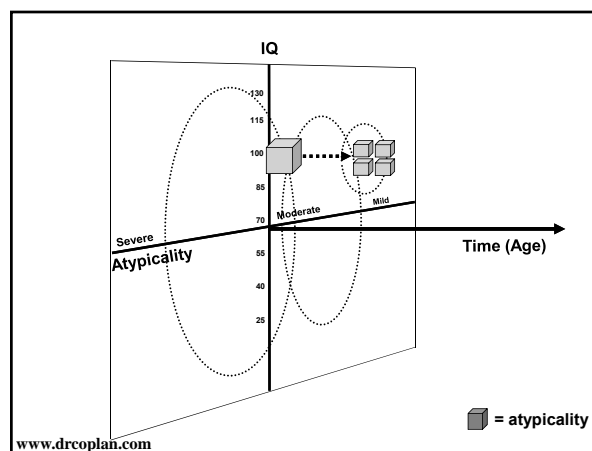 IQ
130
115
100
85
70
55
40
25
Severe
Moderate
Mild
Atypicality
Time (Age)
= atypicality
www.drcoplan.com